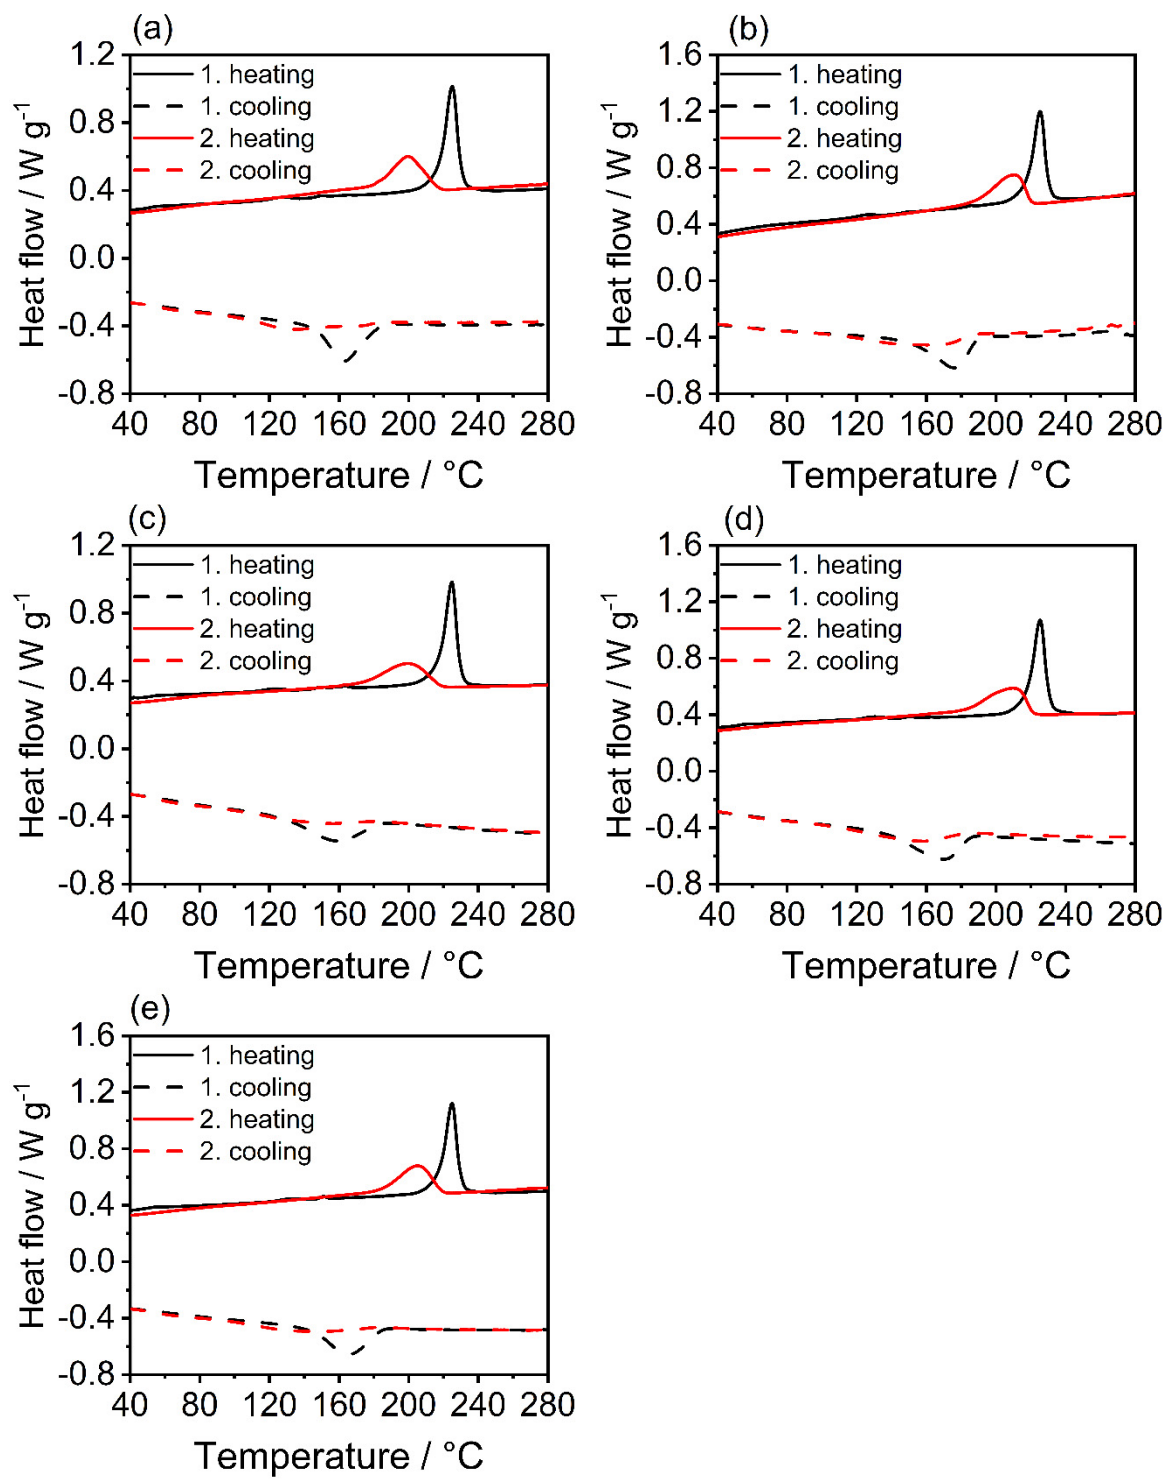 (a)
1.2
0.8
0.4
0.0
-0.4
-0.8
Heat flow / W g⁻¹
1. heating
1. cooling
2. heating
2. cooling
40 80 120 160 200 240 280
Temperature / °C
(b)
1.6
1.2
0.8
0.4
0.0
-0.4
-0.8
Heat flow / W g⁻¹
1. heating
1. cooling
2. heating
2. cooling
40 80 120 160 200 240 280
Temperature / °C
(c)
1.2
0.8
0.4
0.0
-0.4
-0.8
Heat flow / W g⁻¹
1. heating
1. cooling
2. heating
2. cooling
40 80 120 160 200 240 280
Temperature / °C
(d)
1.6
1.2
0.8
0.4
0.0
-0.4
-0.8
Heat flow / W g⁻¹
1. heating
1. cooling
2. heating
2. cooling
40 80 120 160 200 240 280
Temperature / °C
(e)
1.6
1.2
0.8
0.4
0.0
-0.4
-0.8
Heat flow / W g⁻¹
1. heating
1. cooling
2. heating
2. cooling
40 80 120 160 200 240 280
Temperature / °C